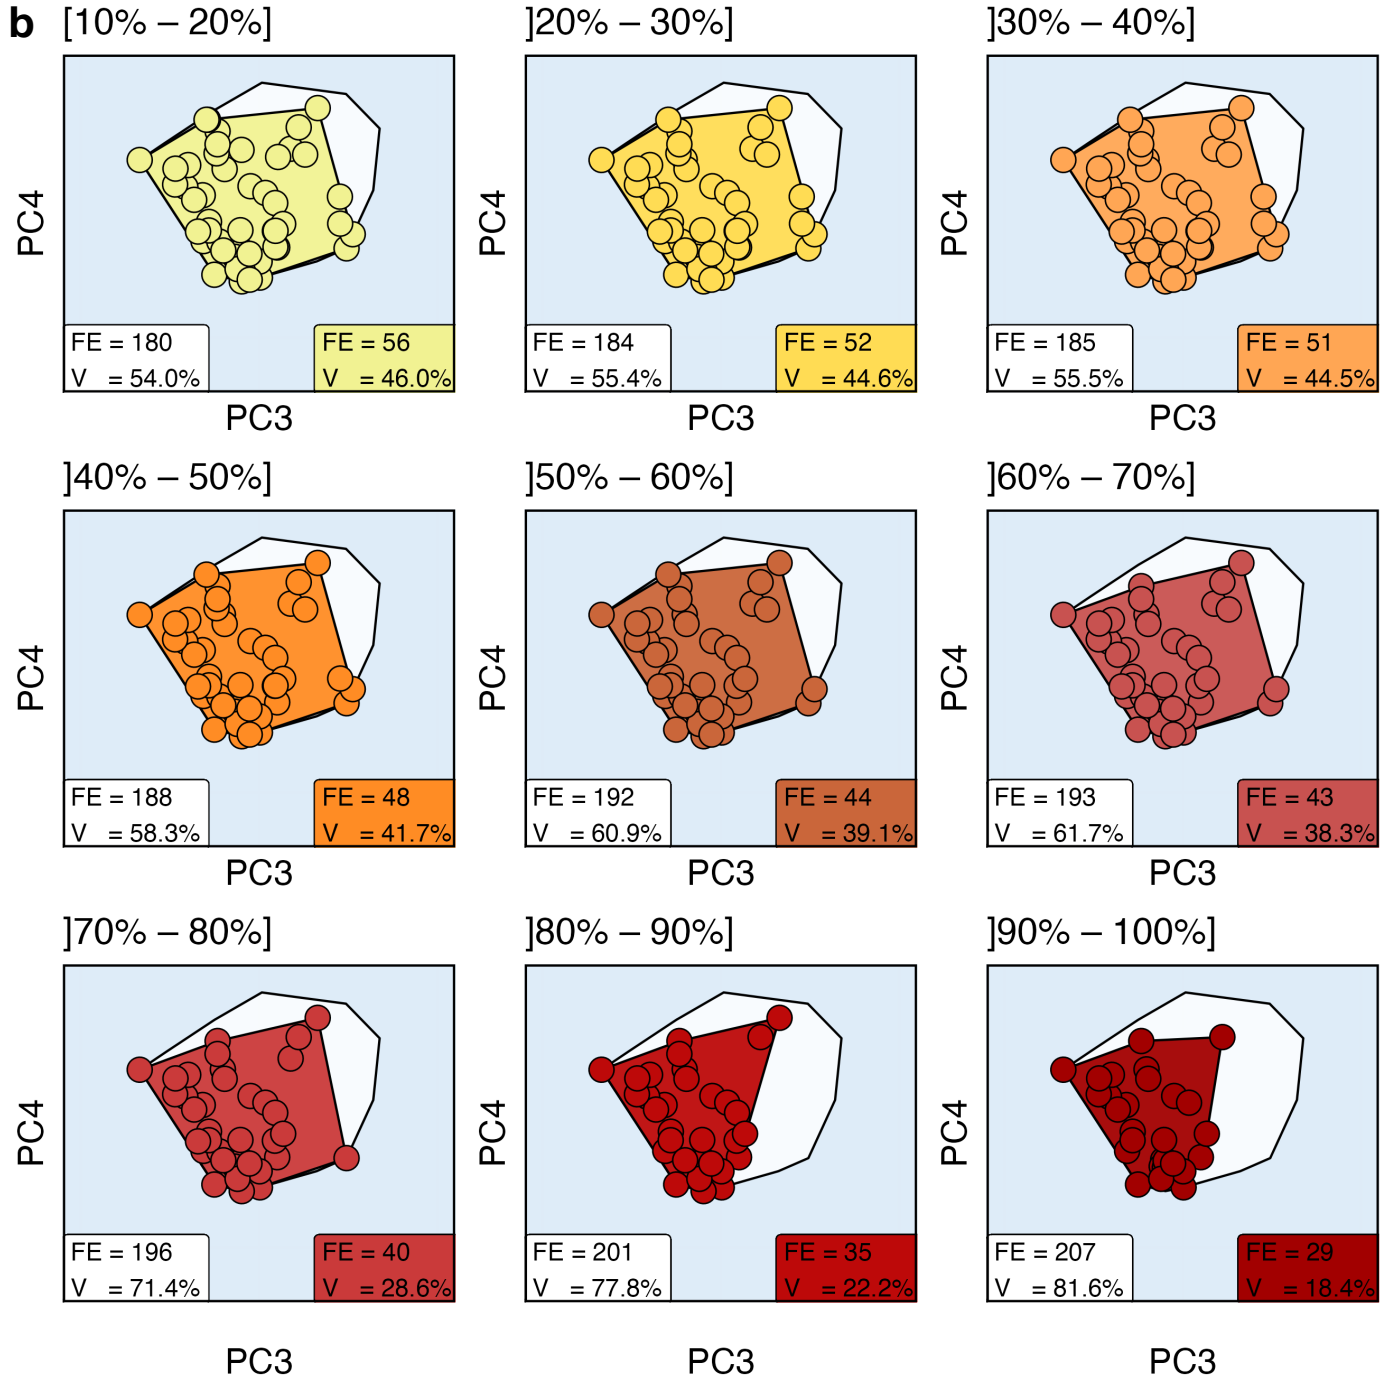 b [10% – 20%] ]20% – 30%] ]30% – 40%]
PC4 PC4 PC4
FE = 180 FE = 56 FE = 184 FE = 52 FE = 185 FE = 51
V = 54.0% V = 46.0% V = 55.4% V = 44.6% V = 55.5% V = 44.5%
PC3 PC3 PC3
]40% – 50%] ]50% – 60%] ]60% – 70%]
PC4 PC4 PC4
FE = 188 FE = 48 FE = 192 FE = 44 FE = 193 FE = 43
V = 58.3% V = 41.7% V = 60.9% V = 39.1% V = 61.7% V = 38.3%
PC3 PC3 PC3
]70% – 80%] ]80% – 90%] ]90% – 100%]
PC4 PC4 PC4
FE = 196 FE = 40 FE = 201 FE = 35 FE = 207 FE = 29
V = 71.4% V = 28.6% V = 77.8% V = 22.2% V = 81.6% V = 18.4%
PC3 PC3 PC3